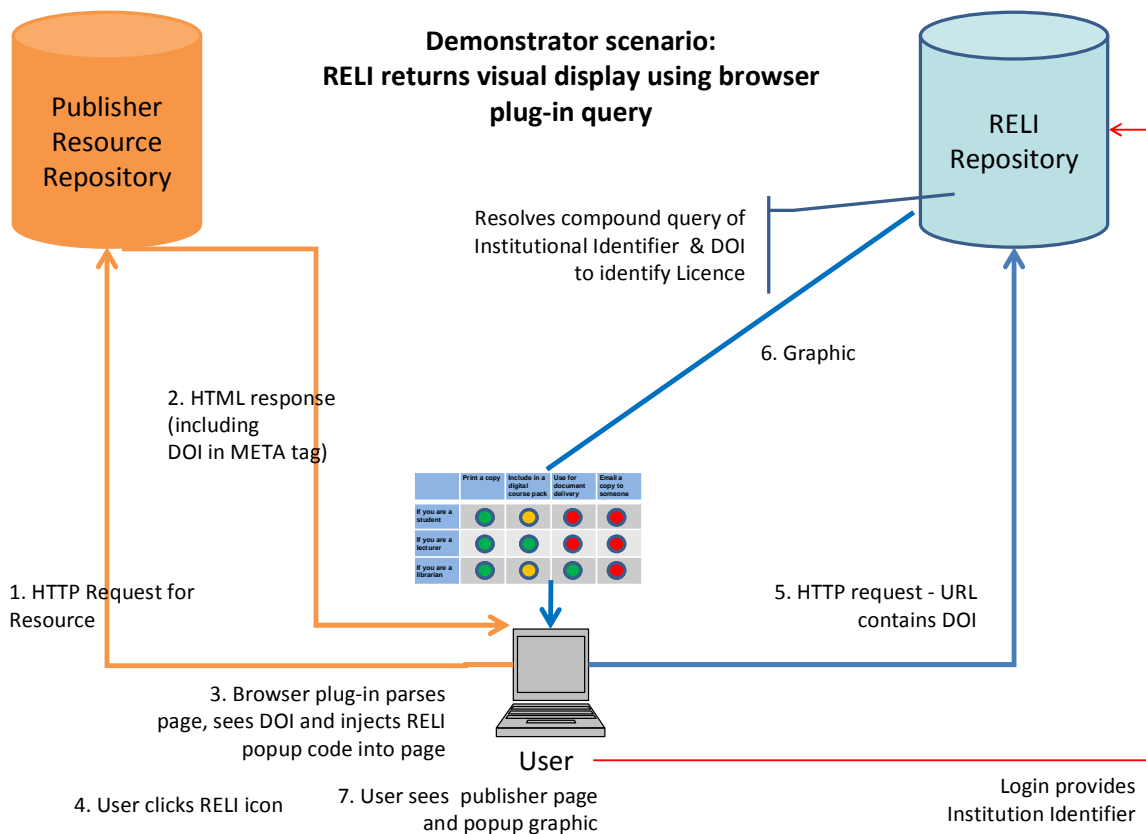 Demonstrator scenario:
RELI returns visual display using browser
plug-in query
Publisher
Resource
Repository
RELI
Repository
Resolves compound query of
Institutional Identifier & DOI
to identify Licence
6. Graphic
2. HTML response
(including
DOI in META tag)
Print a copy
Include in a
digital
course pack
Use for
document
delivery
Email a
copy to
someone
If you are a
student
If you are a
lecturer
If you are a
librarian
1. HTTP Request for
Resource
5. HTTP request - URL
contains DOI
3. Browser plug-in parses
page, sees DOI and injects RELI
popup code into page
User
4. User clicks RELI icon
7. User sees publisher page
and popup graphic
Login provides
Institution Identifier